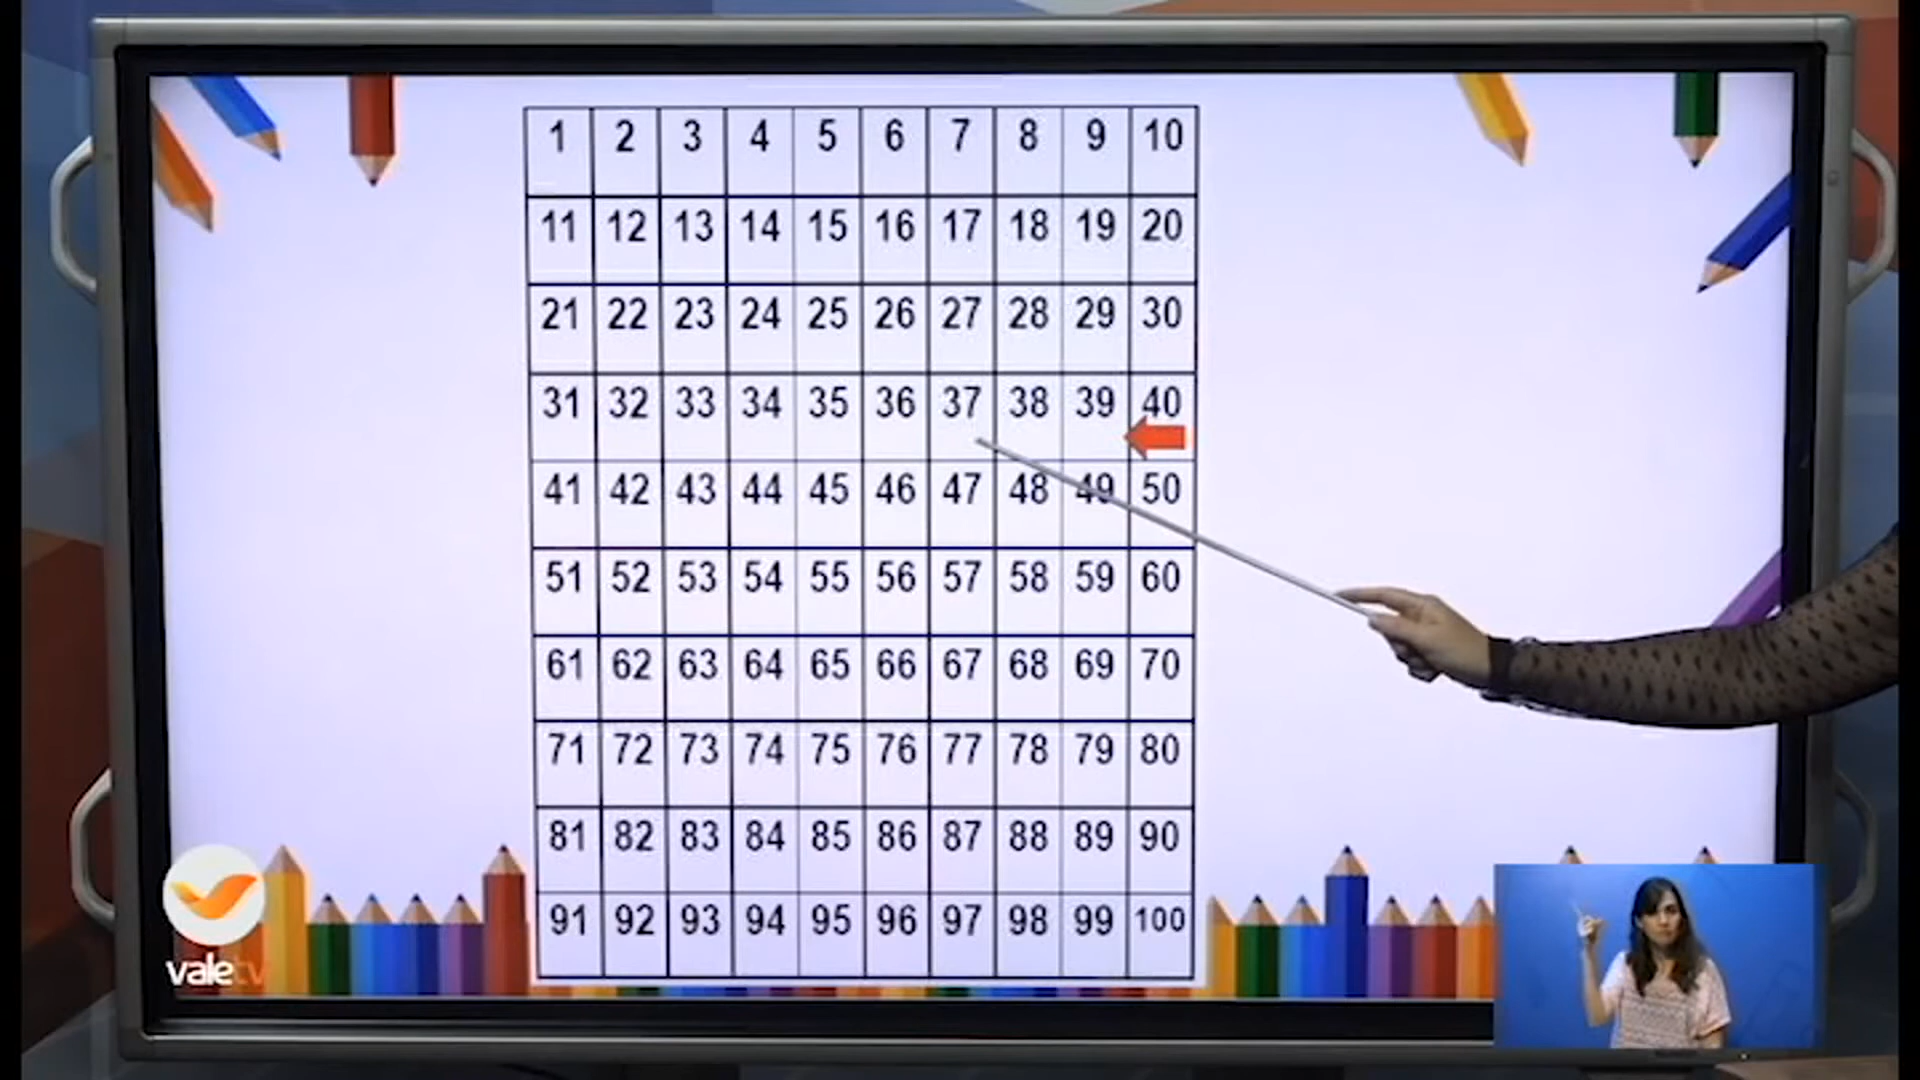 1 2 3 4 5 6 7 8 9 10
11 12 13 14 15 16 17 18 19 20
21 22 23 24 25 26 27 28 29 30
31 32 33 34 35 36 37 38 39 40
41 42 43 44 45 46 47 48 49 50
51 52 53 54 55 56 57 58 59 60
61 62 63 64 65 66 67 68 69 70
71 72 73 74 75 76 77 78 79 80
81 82 83 84 85 86 87 88 89 90
91 92 93 94 95 96 97 98 99 100
valetv